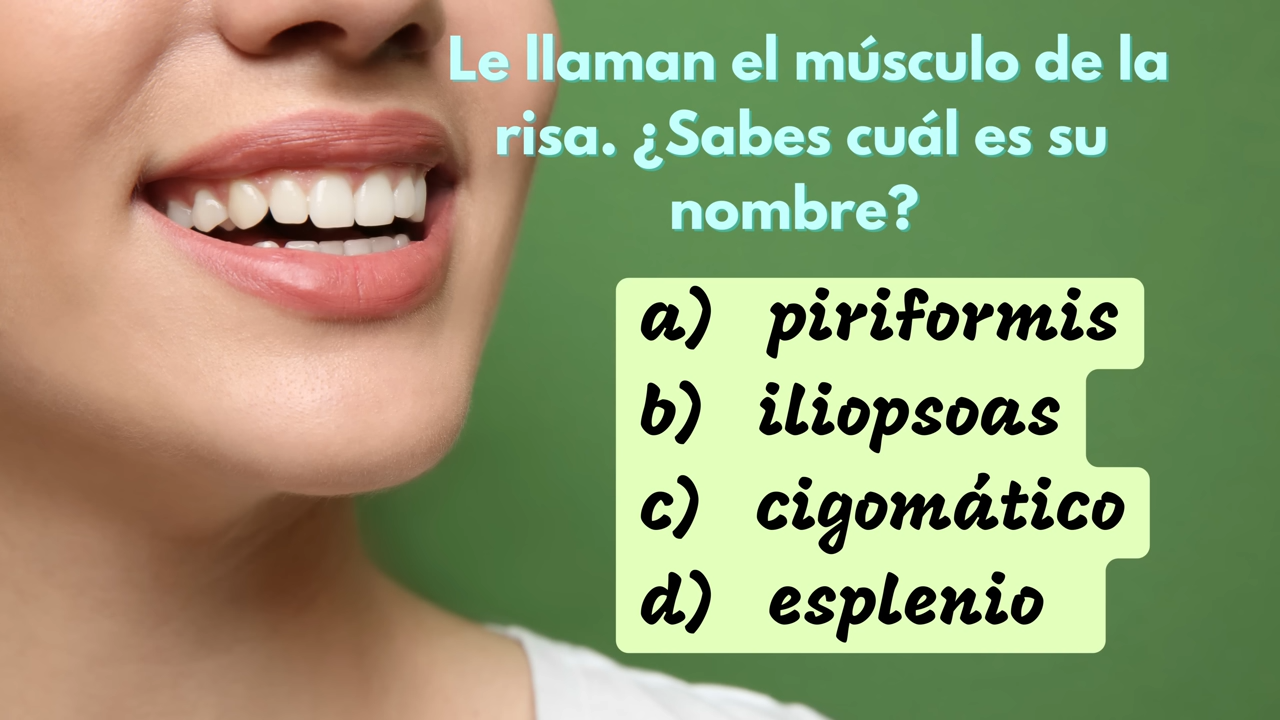 Le llaman el músculo de la
risa. ¿Sabes cuál es su
nombre?
a) piriformis
b) iliopsoas
c) cigomático
d) esplenio